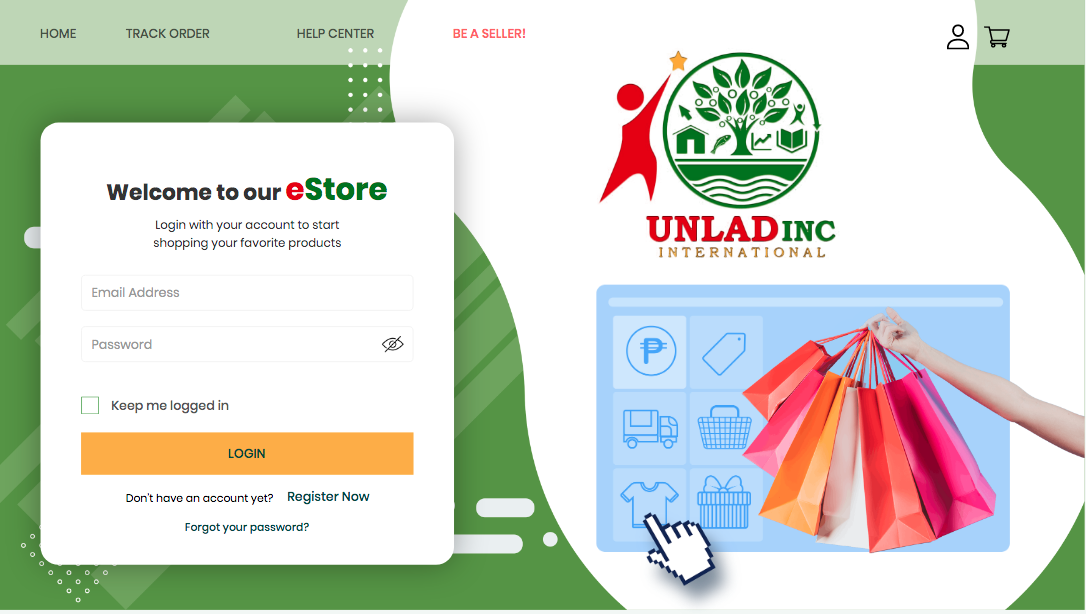 HOME
TRACK ORDER
HELP CENTER
BE A SELLER!
Welcome to our eStore
Login with your account to start
shopping your favorite products
Email Address
Password
Keep me logged in
LOGIN
Don't have an account yet? Register Now
Forgot your password?
UNLAD INC
INTERNATIONAL
₱